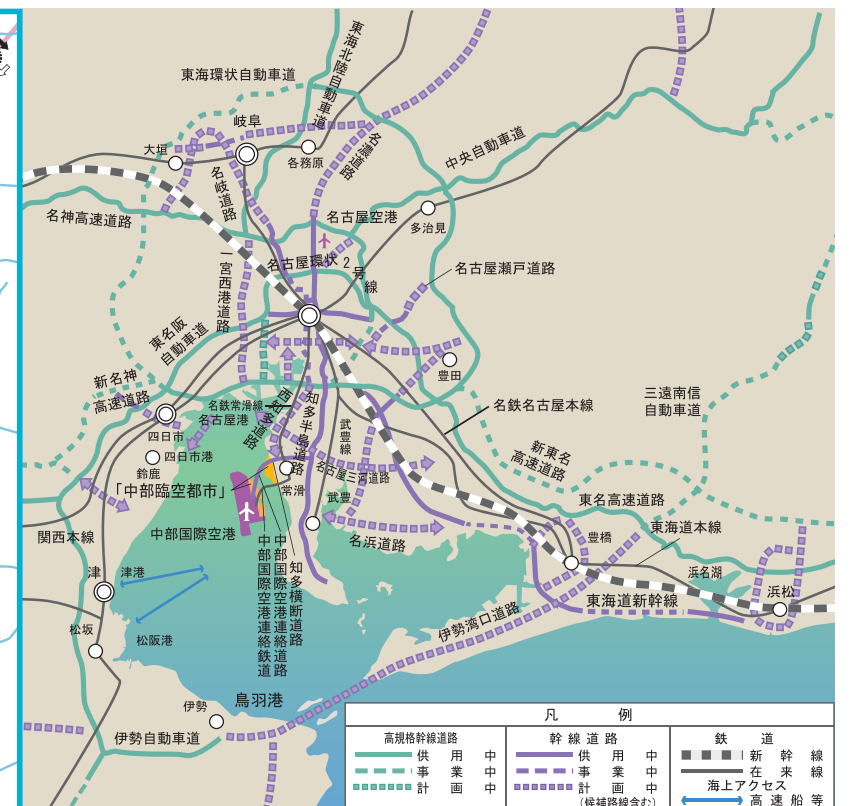 東海北陸自動車道
東海環状自動車道
岐阜
大垣
各務原
名濃道路
中央自動車道
名岐道路
名神高速道路
名古屋空港
多治見
一宮西港道路
名古屋環状2号線
名古屋瀬戸道路
東名阪
自動車道
豊田
新名神
高速道路
三遠南信
自動車道
名鉄常滑線
名古屋港
西知多道路
知多半島道路
名鉄名古屋本線
武豊線
四日市
四日市港
鈴鹿
新東名
高速道路
名古屋三河道路
「中部臨空都市」
常滑
武豊
東名高速道路
中部国際空港
関西本線
名浜道路
豊橋
東海道本線
津
津港
中部国際空港連絡鉄道
中部国際空港連絡道路
知多横断道路
浜名湖
浜松
東海道新幹線
松坂
松阪港
伊勢湾口道路
伊勢
鳥羽港
伊勢自動車道
凡 例
高規格幹線道路
供用中
事業中
計画中
幹線道路
供用中
事業中
計画中
(候補路線含む)
鉄道
新幹線
在来線
海上アクセス
高速船等